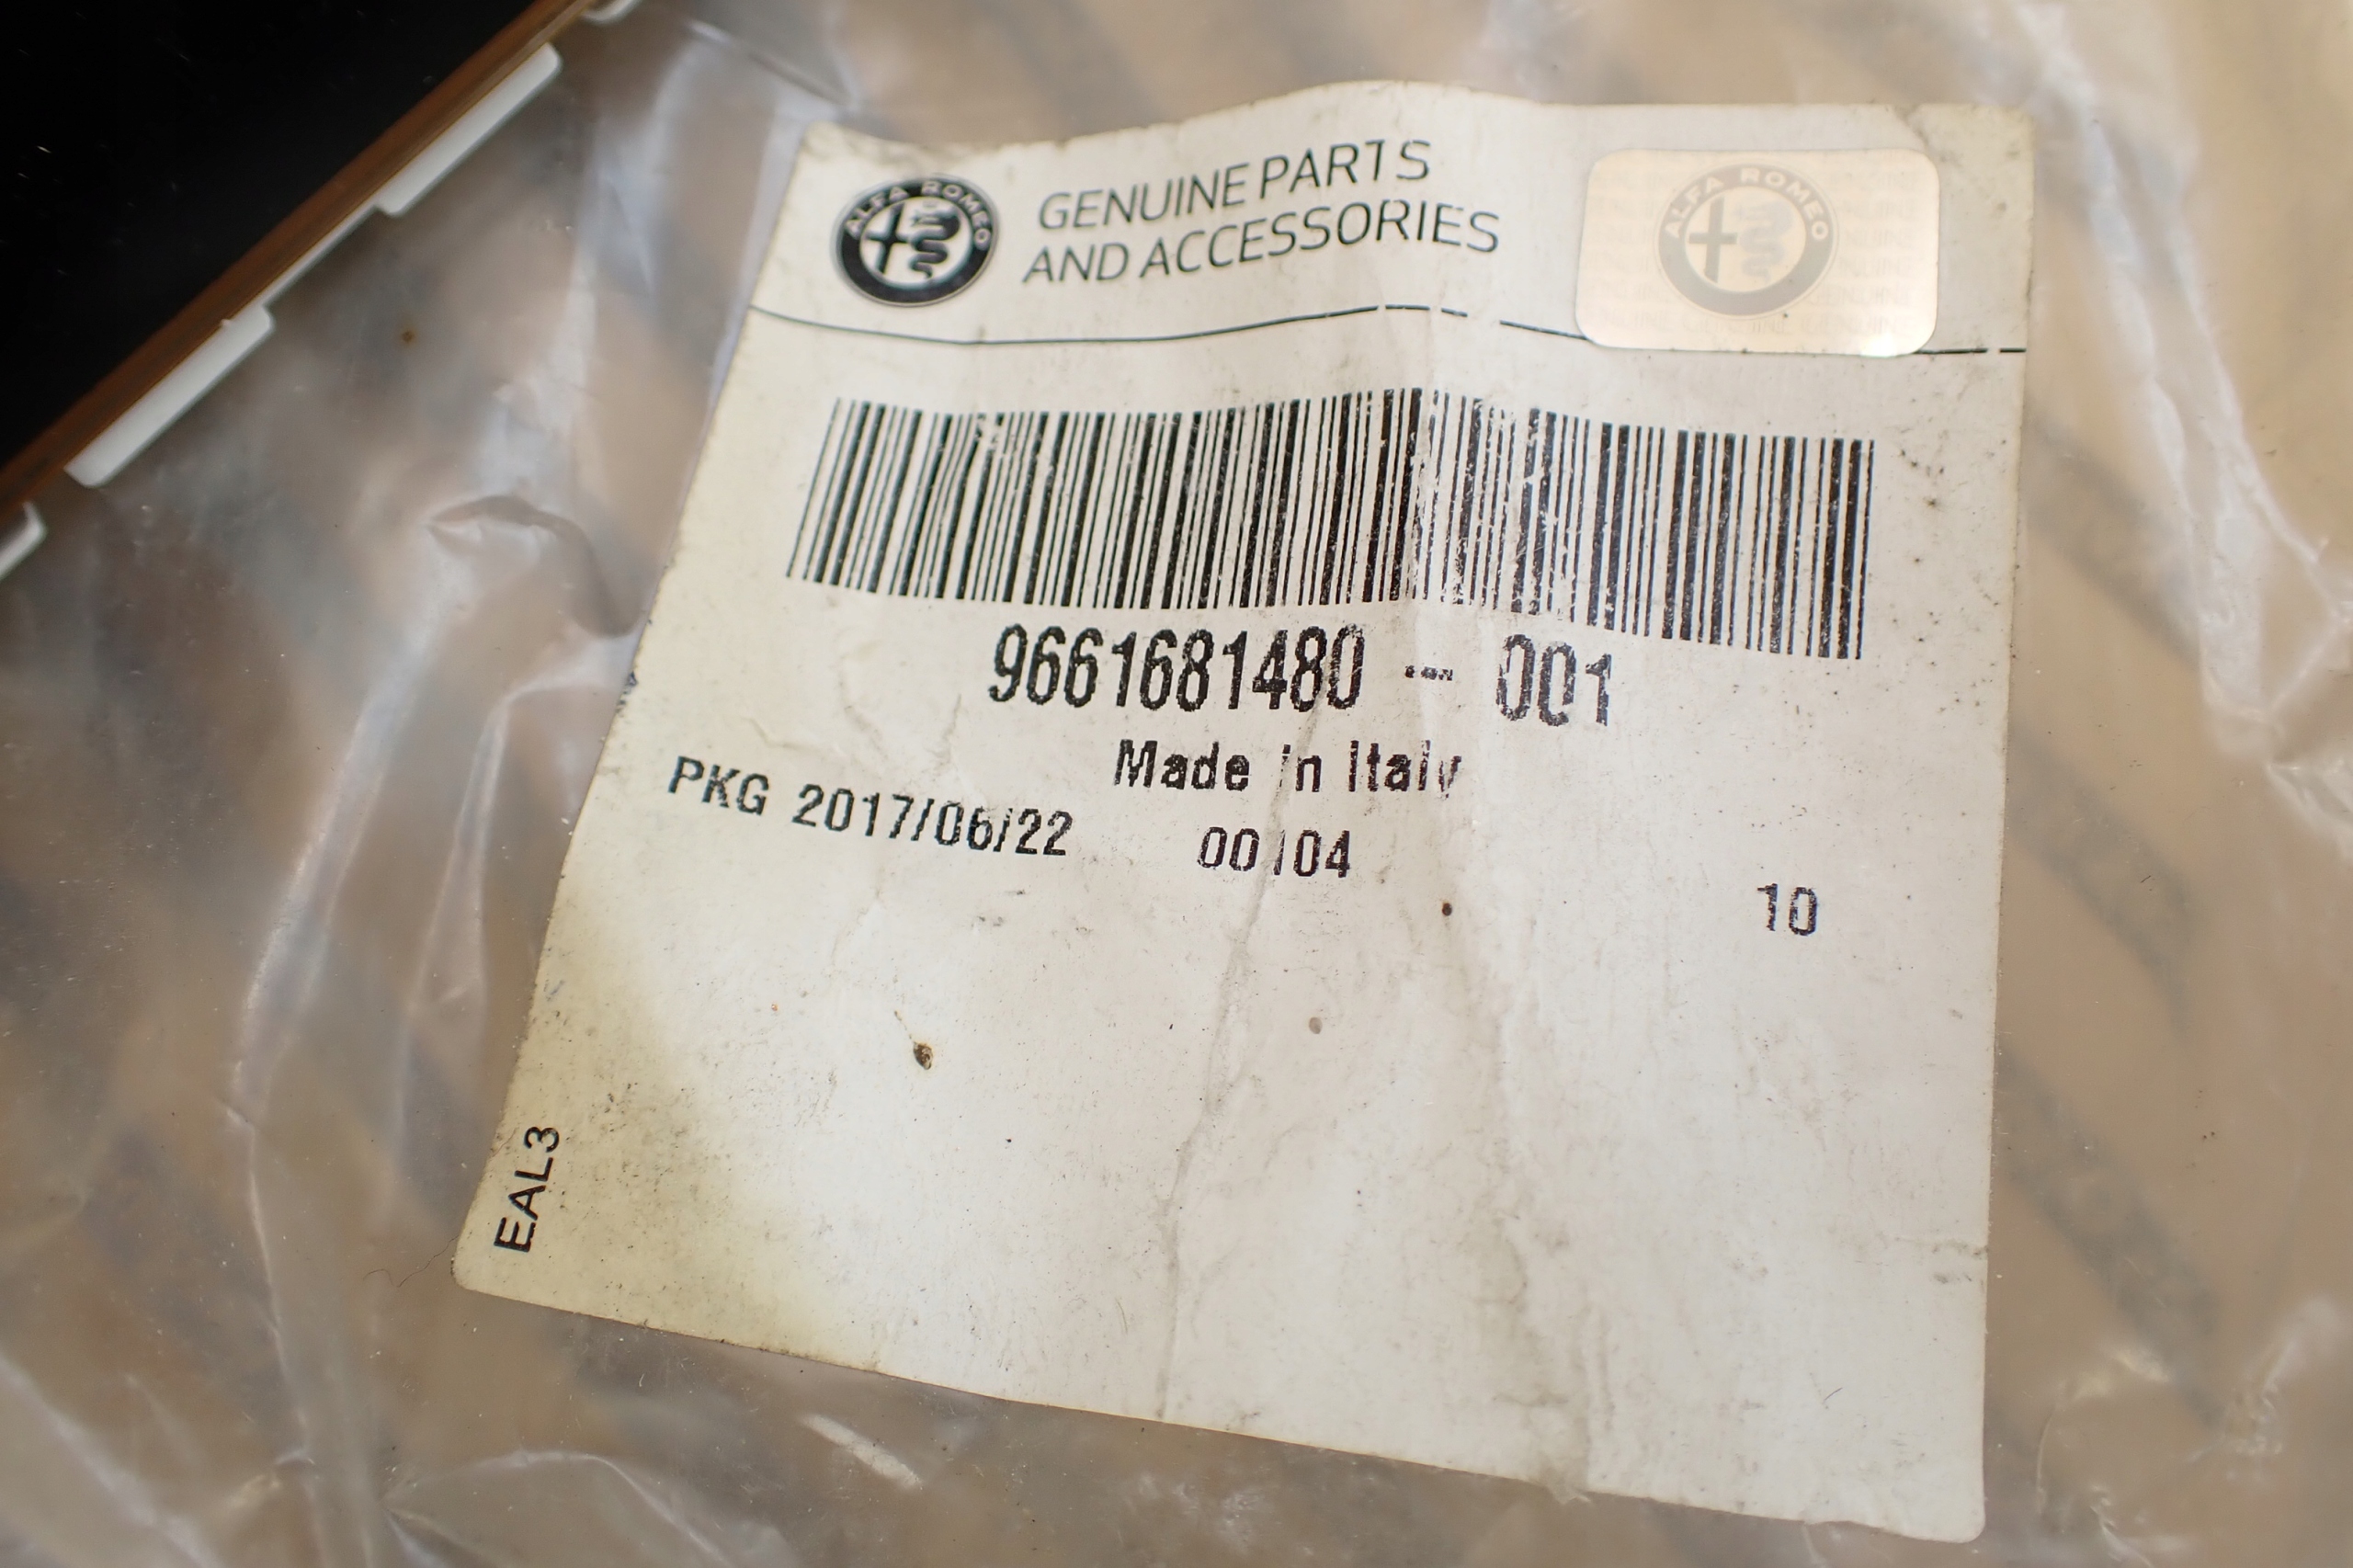 ALFA ROMEO
GENUINE PARTS
AND ACCESSORIES
ALFA ROMEO
9661681480 - 001
Made in Italy
PKG 2017/06/22 00104
10
EAL3